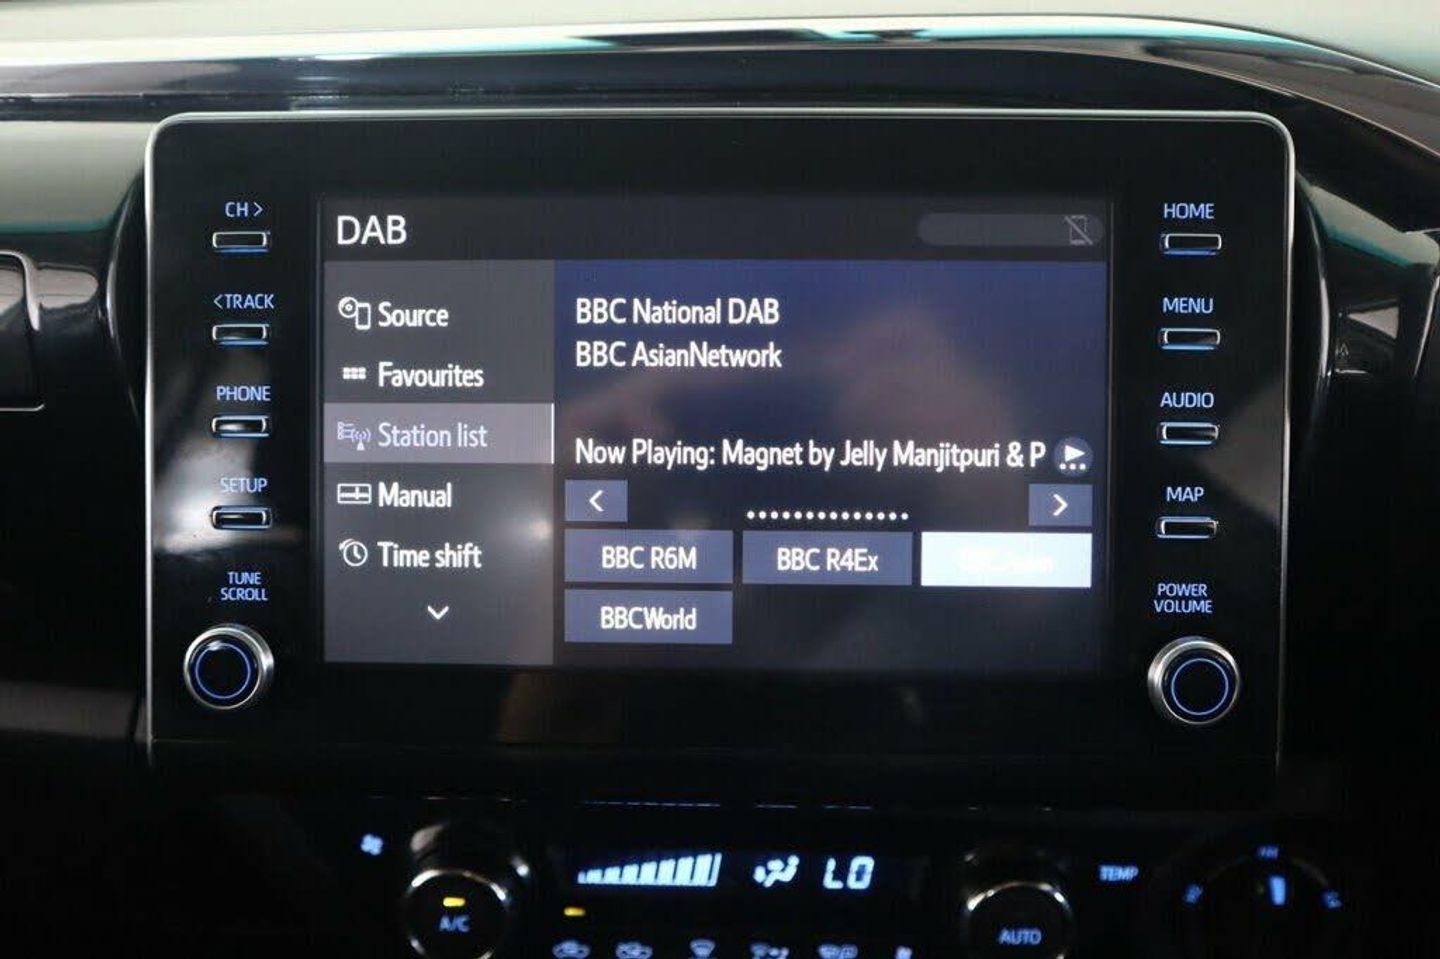 CH >
<TRACK
PHONE
SETUP
TUNE
SCROLL
DAB
Source
Favourites
Station list
Manual
Time shift
BBC National DAB
BBC AsianNetwork
Now Playing: Magnet by Jelly Manjitpuri & P
BBC R6M
BBC R4Ex
BBCWorld
HOME
MENU
AUDIO
MAP
POWER
VOLUME
LO
TEMP
A/C
AUTO